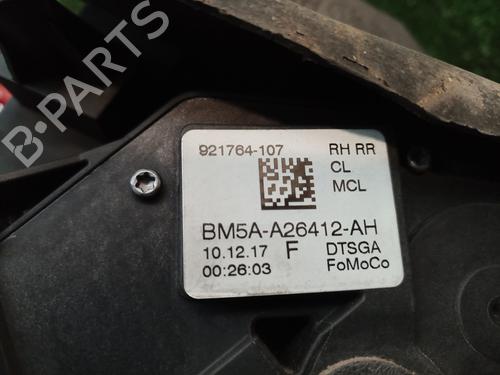 B-PARTS
921764-107 RH RR
CL
MCL
BM5A-A26412-AH
10.12.17 F DTSGA
00:26:03 FoMoCo